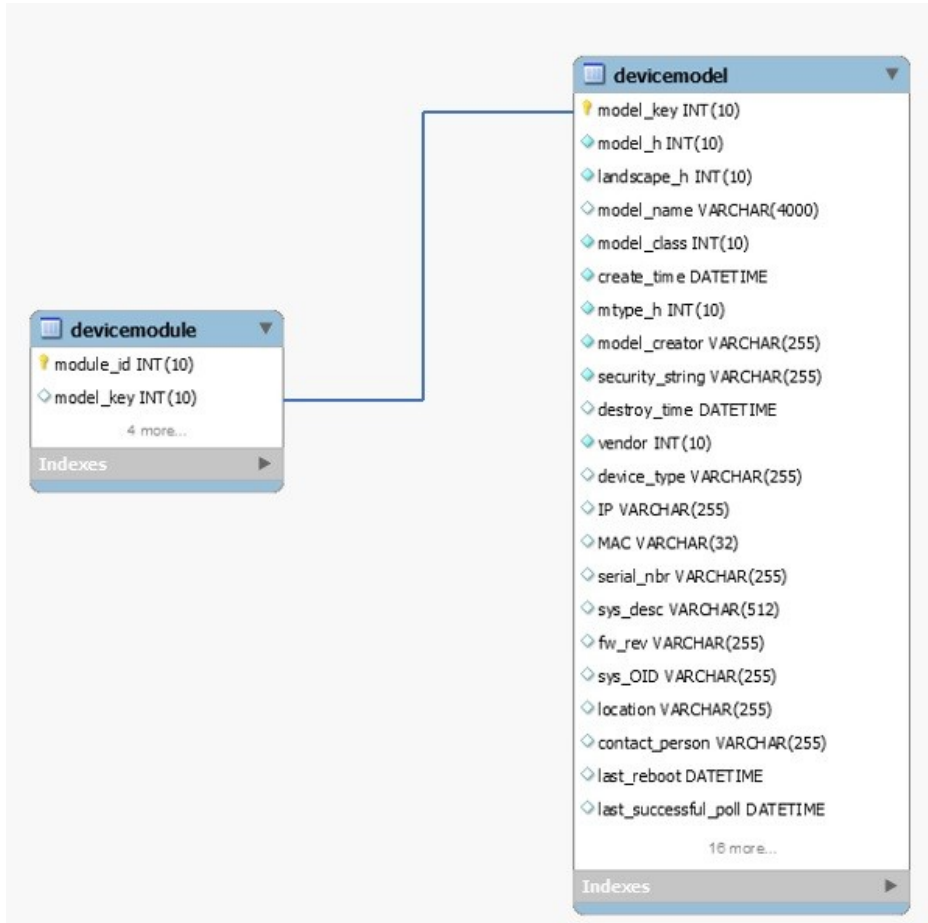 devicemodel
model_key INT(10)
model_h INT(10)
landscape_h INT(10)
model_name VARCHAR(4000)
model_class INT(10)
create_time DATETIME
mtype_h INT(10)
model_creator VARCHAR(255)
security_string VARCHAR(255)
destroy_time DATETIME
vendor INT(10)
device_type VARCHAR(255)
IP VARCHAR(255)
MAC VARCHAR(32)
serial_nbr VARCHAR(255)
sys_desc VARCHAR(512)
fw_rev VARCHAR(255)
sys_OID VARCHAR(255)
location VARCHAR(255)
contact_person VARCHAR(255)
last_reboot DATETIME
last_successful_poll DATETIME
16 more...
Indexes
devicemodule
module_id INT(10)
model_key INT(10)
4 more...
Indexes